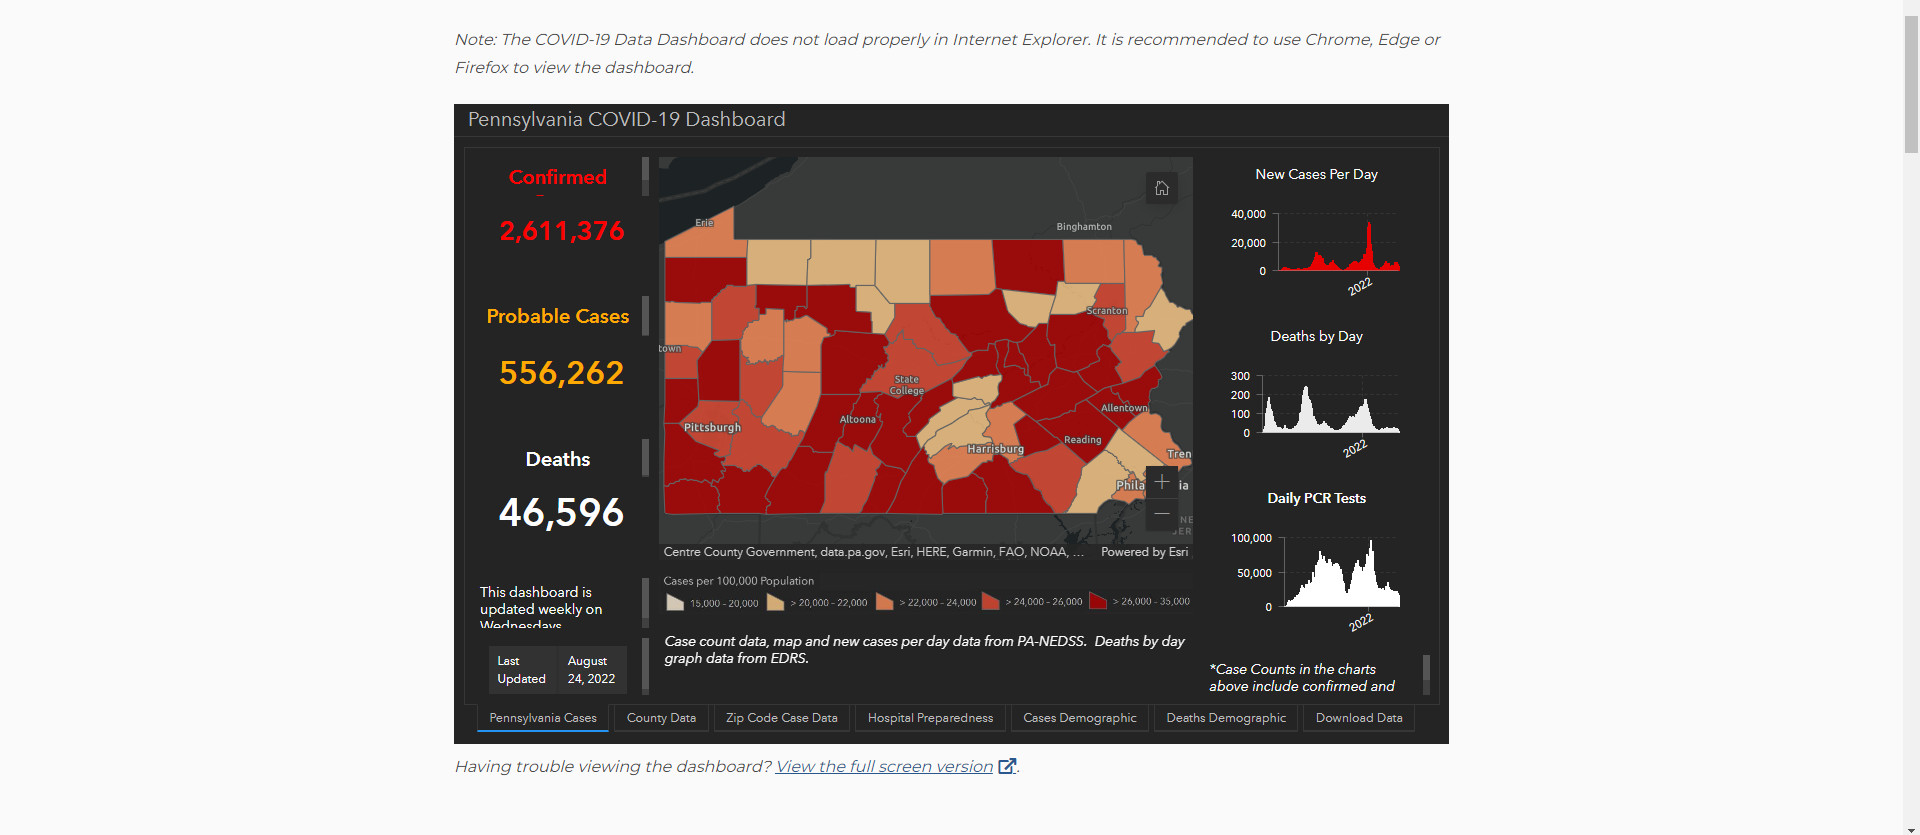 Note: The COVID-19 Data Dashboard does not load properly in Internet Explorer. It is recommended to use Chrome, Edge or
Firefox to view the dashboard.
Pennsylvania COVID-19 Dashboard
Confirmed
2,611,376
Probable Cases
556,262
Deaths
46,596
This dashboard is
updated weekly on
Wednesdays
Last
Updated
August
24, 2022
Erie
Binghamton
Scranton
town
State
College
Altoona
Allentown
Pittsburgh
Reading
Harrisburg
Tren
Phila
ia
NE
JER
Centre County Government, data.pa.gov, Esri, HERE, Garmin, FAO, NOAA, ...
Powered by Esri
Cases per 100,000 Population
15,000 - 20,000
> 20,000 - 22,000
> 22,000 - 24,000
> 24,000 - 26,000
> 26,000 - 35,000
Case count data, map and new cases per day data from PA-NEDSS. Deaths by day
graph data from EDRS.
New Cases Per Day
40,000
20,000
0
2022
Deaths by Day
300
200
100
0
2022
Daily PCR Tests
100,000
50,000
0
2022
*Case Counts in the charts
above include confirmed and
Pennsylvania Cases
County Data
Zip Code Case Data
Hospital Preparedness
Cases Demographic
Deaths Demographic
Download Data
Having trouble viewing the dashboard? View the full screen version.